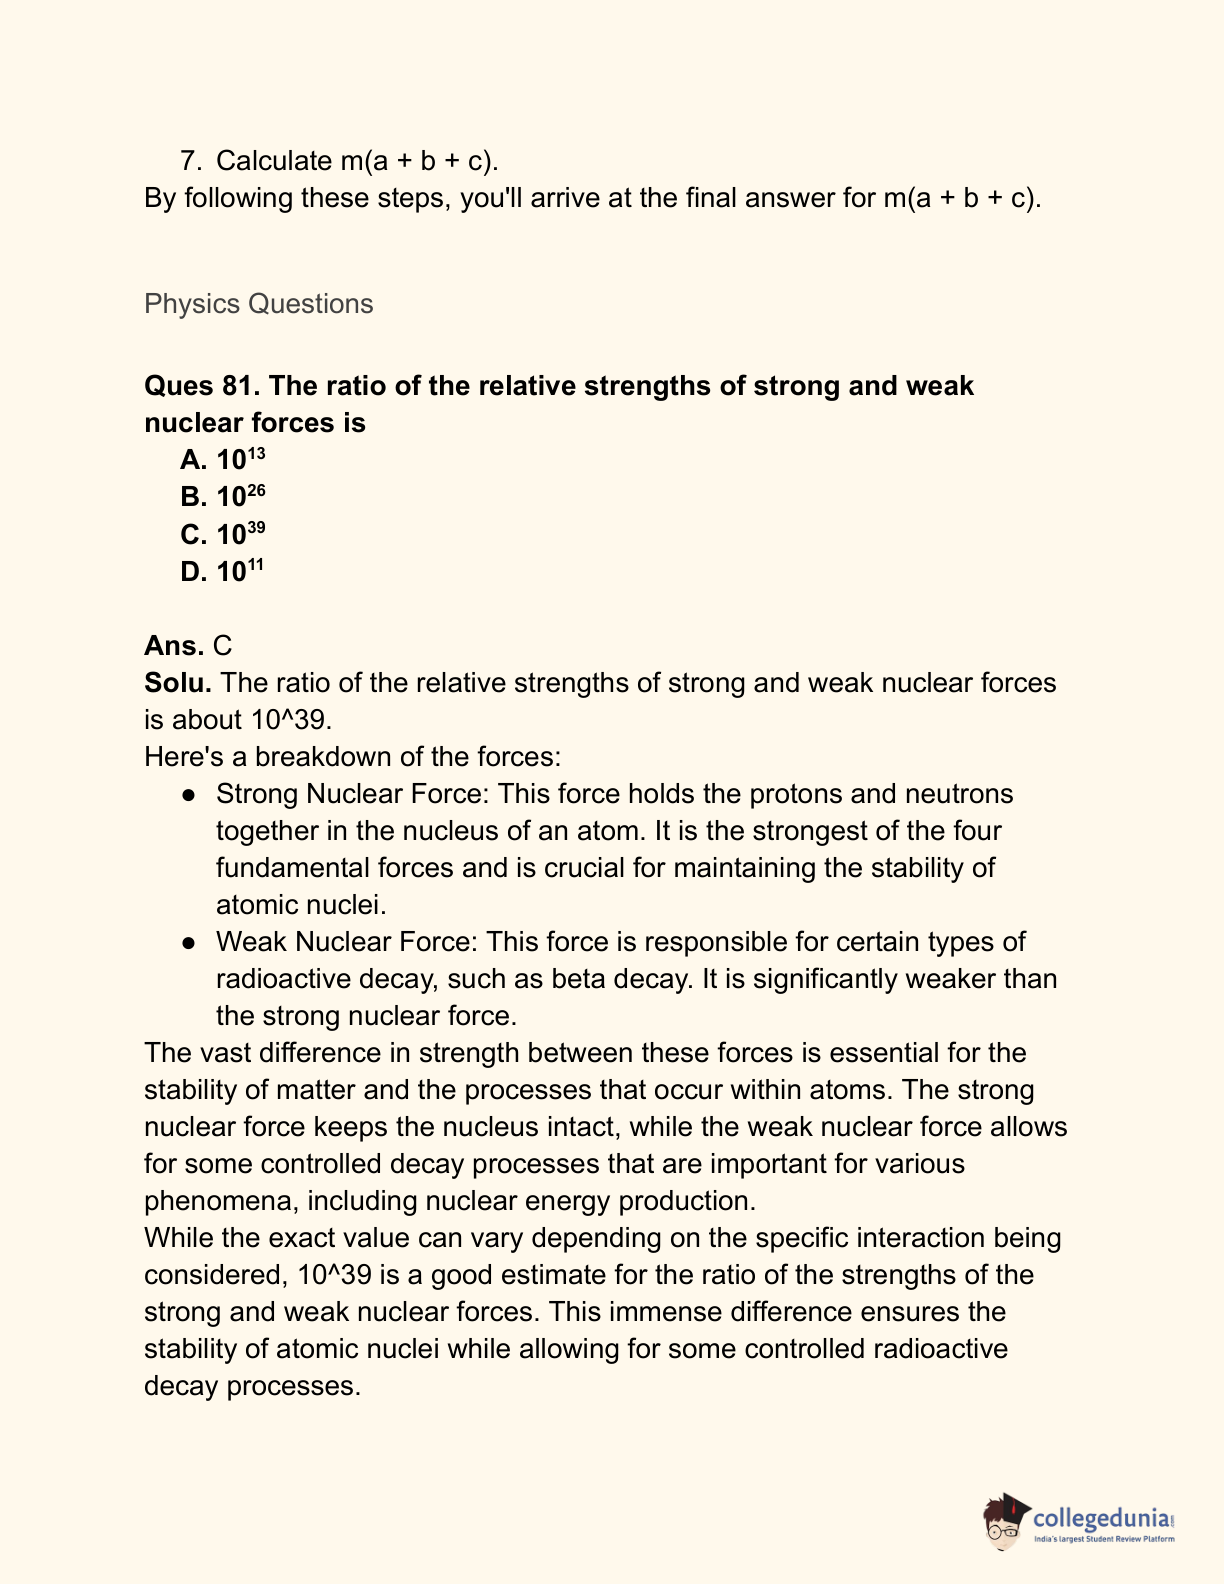 7. Calculate m(a + b + c).
By following these steps, you'll arrive at the final answer for m(a + b + c).
Physics Questions
Ques 81. The ratio of the relative strengths of strong and weak
nuclear forces is
A. 10¹³
B. 10²⁶
C. 10³⁹
D. 10¹¹
Ans. C
Solu. The ratio of the relative strengths of strong and weak nuclear forces
is about 10^39.
Here's a breakdown of the forces:
● Strong Nuclear Force: This force holds the protons and neutrons
together in the nucleus of an atom. It is the strongest of the four
fundamental forces and is crucial for maintaining the stability of
atomic nuclei.
● Weak Nuclear Force: This force is responsible for certain types of
radioactive decay, such as beta decay. It is significantly weaker than
the strong nuclear force.
The vast difference in strength between these forces is essential for the
stability of matter and the processes that occur within atoms. The strong
nuclear force keeps the nucleus intact, while the weak nuclear force allows
for some controlled decay processes that are important for various
phenomena, including nuclear energy production.
While the exact value can vary depending on the specific interaction being
considered, 10^39 is a good estimate for the ratio of the strengths of the
strong and weak nuclear forces. This immense difference ensures the
stability of atomic nuclei while allowing for some controlled radioactive
decay processes.
collegedunia
India's largest Student Review Platform